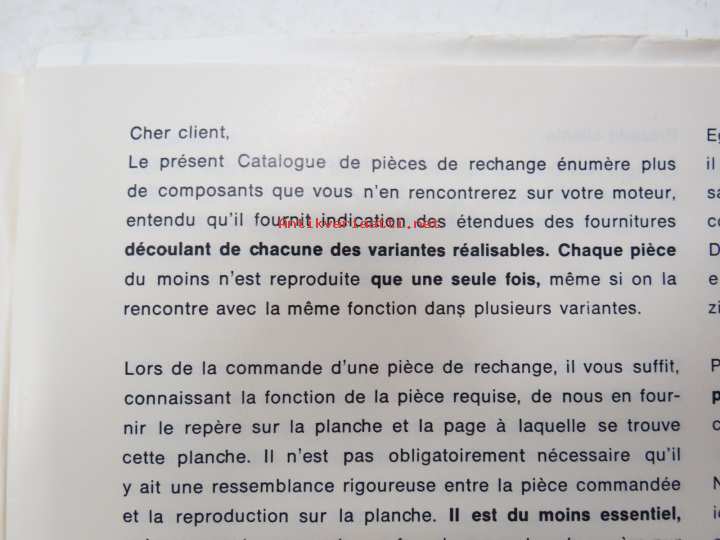 Cher client,
Le présent Catalogue de pièces de rechange énumère plus
de composants que vous n'en rencontrerez sur votre moteur,
entendu qu'il fournit indication des étendues des fournitures
découlant de chacune des variantes réalisables. Chaque pièce
du moins n'est reproduite que une seule fois, même si on la
rencontre avec la même fonction dans plusieurs variantes.
Lors de la commande d'une pièce de rechange, il vous suffit,
connaissant la fonction de la pièce requise, de nous en four-
nir le repère sur la planche et la page à laquelle se trouve
cette planche. Il n'est pas obligatoirement nécessaire qu'il
y ait une ressemblance rigoureuse entre la pièce commandée
et la reproduction sur la planche. Il est du moins essentiel,